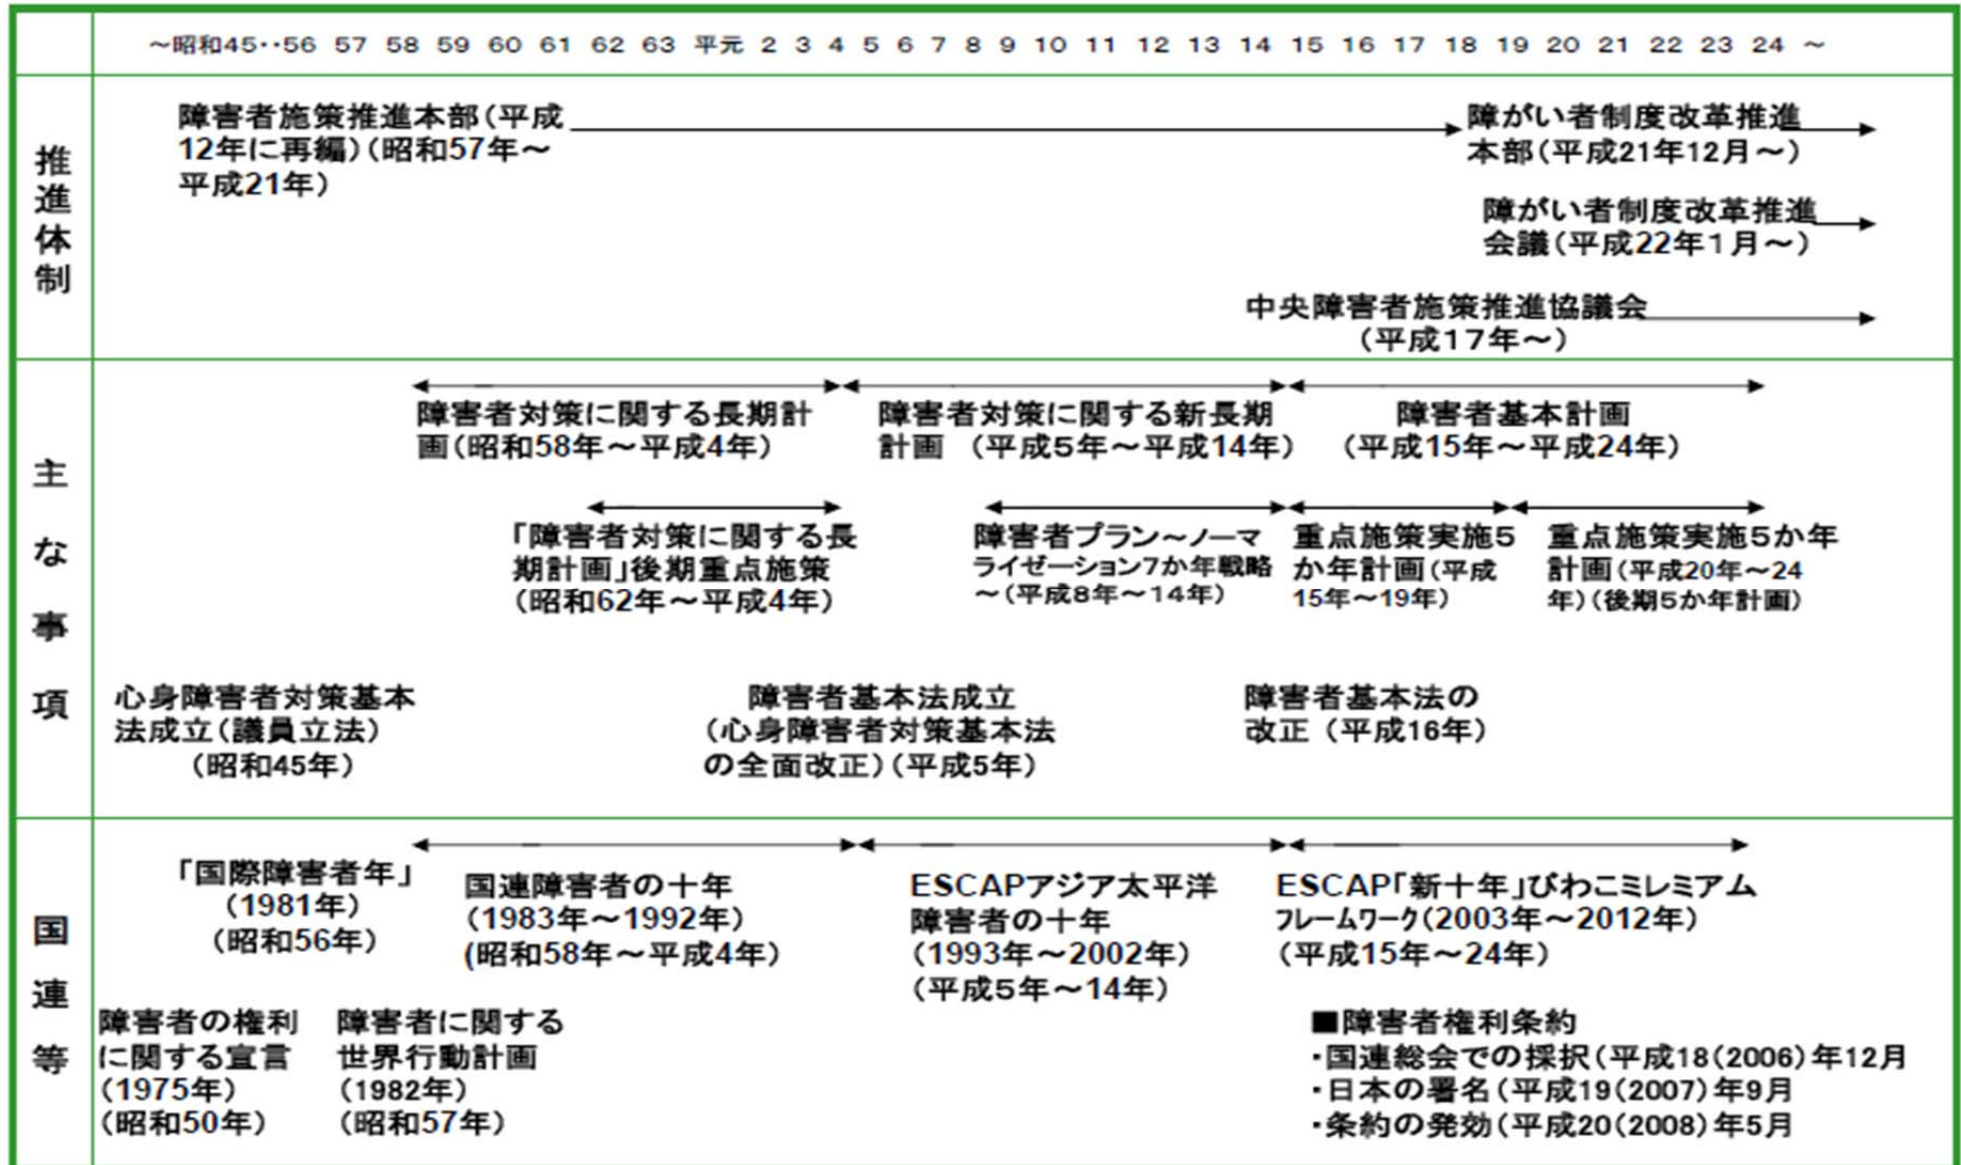 ～昭和45‥56 57 58 59 60 61 62 63 平元 2 3 4 5 6 7 8 9 10 11 12 13 14 15 16 17 18 19 20 21 22 23 24 ～
推進体制
障害者施策推進本部（平成
12年に再編）（昭和57年～
平成21年）
障がい者制度改革推進
本部（平成21年12月～）
障がい者制度改革推進
会議（平成22年1月～）
中央障害者施策推進協議会
（平成17年～）
主な事項
障害者対策に関する長期計
画（昭和58年～平成4年）
障害者対策に関する新長期
計画 （平成5年～平成14年）
障害者基本計画
（平成15年～平成24年）
「障害者対策に関する長
期計画」後期重点施策
（昭和62年～平成4年）
障害者プラン～ノーマ
ライゼーション7か年戦略
～（平成8年～14年）
重点施策実施5
か年計画（平成
15年～19年）
重点施策実施5か年
計画（平成20年～24
年）（後期5か年計画）
心身障害者対策基本
法成立（議員立法）
（昭和45年）
障害者基本法成立
（心身障害者対策基本法
の全面改正）（平成5年）
障害者基本法の
改正（平成16年）
国連等
「国際障害者年」
（1981年）
（昭和56年）
国連障害者の十年
（1983年～1992年）
(昭和58年～平成4年）
ESCAPアジア太平洋
障害者の十年
（1993年～2002年）
（平成5年～14年）
ESCAP「新十年」びわこミレミアム
フレームワーク（2003年～2012年）
（平成15年～24年）
障害者の権利
に関する宣言
（1975年）
（昭和50年）
障害者に関する
世界行動計画
（1982年）
（昭和57年）
■障害者権利条約
・国連総会での採択（平成18（2006）年12月
・日本の署名（平成19（2007）年9月
・条約の発効（平成20（2008）年5月